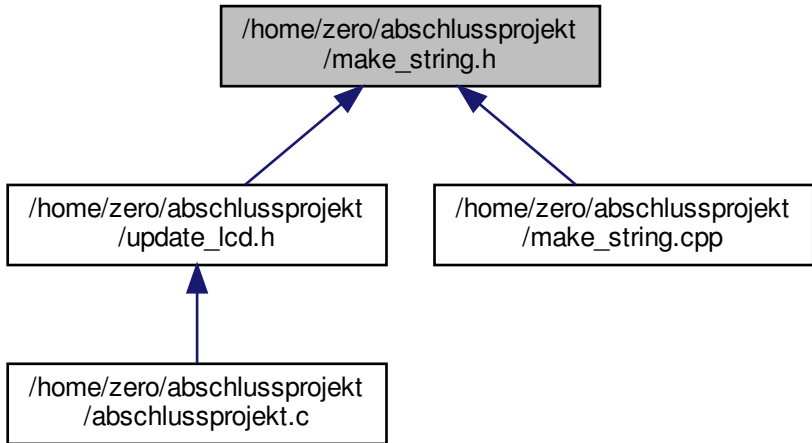 /home/zero/abschlussprojekt
/make_string.h
/home/zero/abschlussprojekt
/update_lcd.h
/home/zero/abschlussprojekt
/make_string.cpp
/home/zero/abschlussprojekt
/abschlussprojekt.c